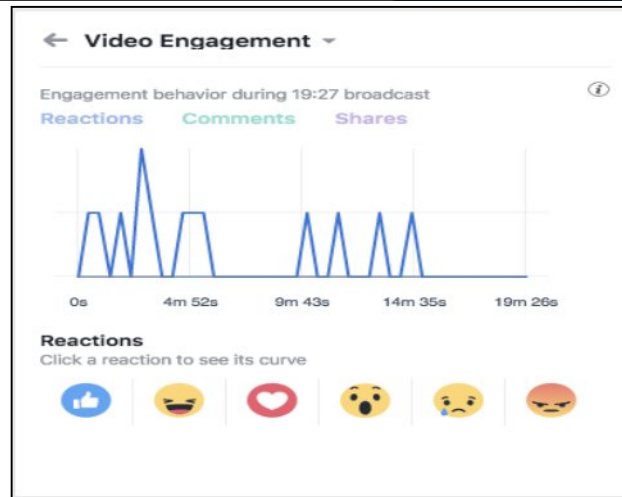 Video Engagement
Engagement behavior during 19:27 broadcast
Reactions Comments Shares
0s 4m 52s 9m 43s 14m 35s 19m 26s
Reactions
Click a reaction to see its curve